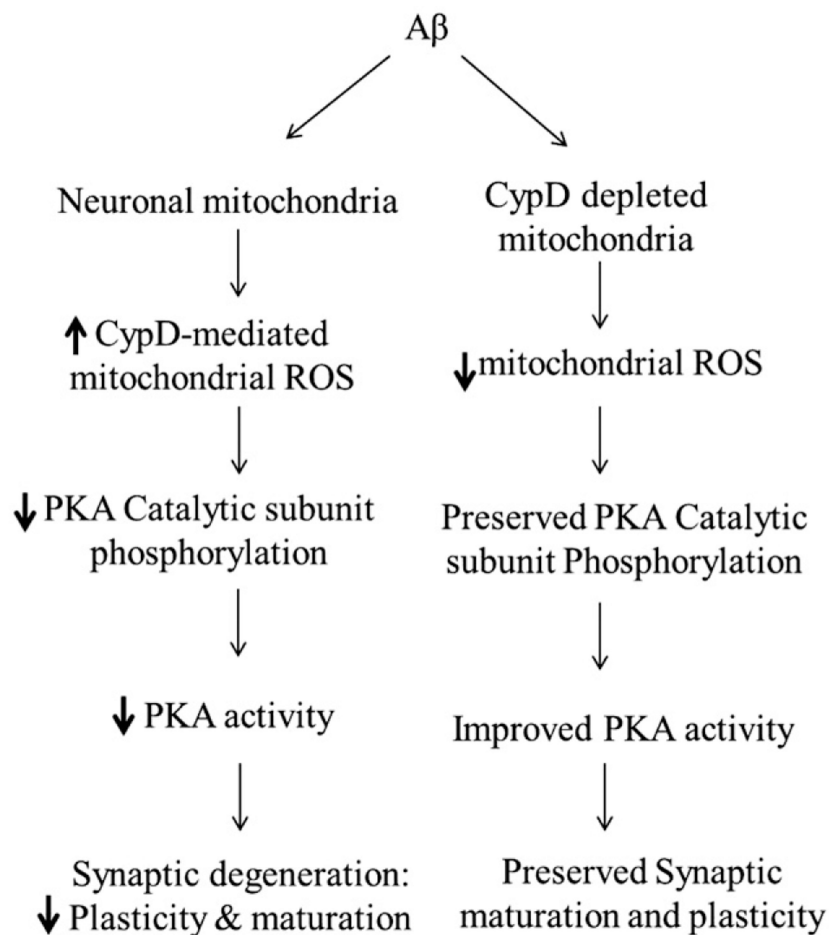 Aβ
Neuronal mitochondria
↑ CypD-mediated
mitochondrial ROS
↓ PKA Catalytic subunit
phosphorylation
↓ PKA activity
Synaptic degeneration:
↓ Plasticity & maturation
CypD depleted
mitochondria
↓ mitochondrial ROS
Preserved PKA Catalytic
subunit Phosphorylation
Improved PKA activity
Preserved Synaptic
maturation and plasticity